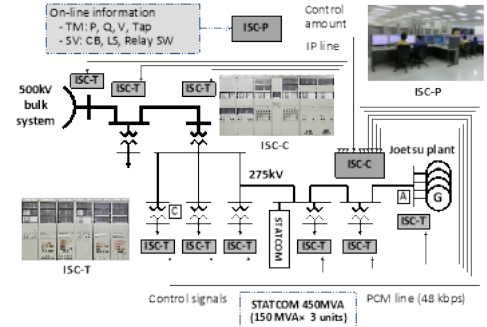 On-line information
- TM: P, Q, V, Tap
- SV: CB, LS, Relay SW
ISC-P
Control
amount
IP line
ISC-P
500kV
bulk
system
ISC-T
ISC-T
ISC-T
ISC-C
ISC-C
Joetsu plant
275kV
A
G
C
STATCOM
ISC-T
ISC-T
ISC-T
ISC-T
ISC-T
ISC-T
ISC-T
Control signals
STATCOM 450MVA
(150 MVA× 3 units)
PCM line (48 kbps)